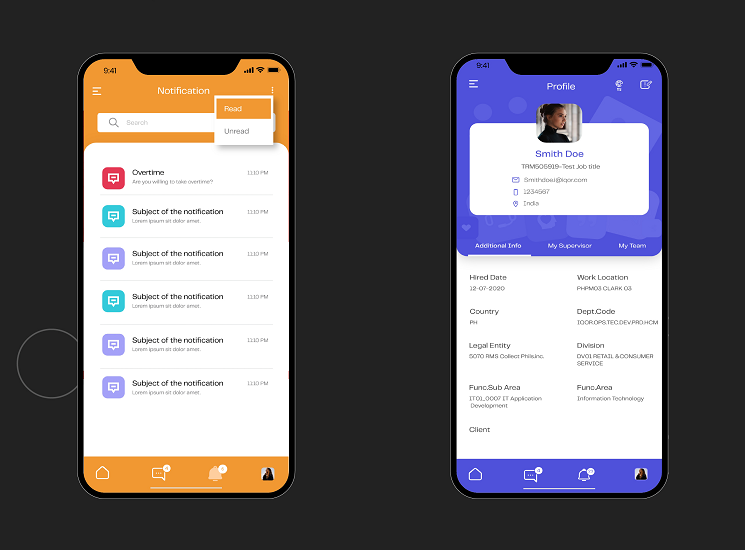 9:41
Notification
Read
Search
Unread
Overtime
11:10 PM
Are you willing to take overtime?
Subject of the notification
11:10 PM
Lorem ipsum sit dolor amet.
Subject of the notification
11:10 PM
Lorem ipsum sit dolor amet.
Subject of the notification
11:10 PM
Lorem ipsum sit dolor amet.
Subject of the notification
11:10 PM
Lorem ipsum sit dolor amet.
Subject of the notification
11:10 PM
Lorem ipsum sit dolor amet.
9:41
Profile
Smith Doe
TRM505919-Test Job title
SmithdoeJ@iqor.com
1234567
India
Additional Info
My Supervisor
My Team
Hired Date
Work Location
12-07-2020
PHPM03 CLARK 03
Country
Dept.Code
PH
IQOR.OPS.TEC.DEV.PRO.HCM
Legal Entity
Division
5070 RMS Collect Phils,Inc.
DV01 RETAIL & CONSUMER
SERVICE
Func.Sub Area
Func.Area
IT01_0007 IT Application
Information Technology
Development
Client